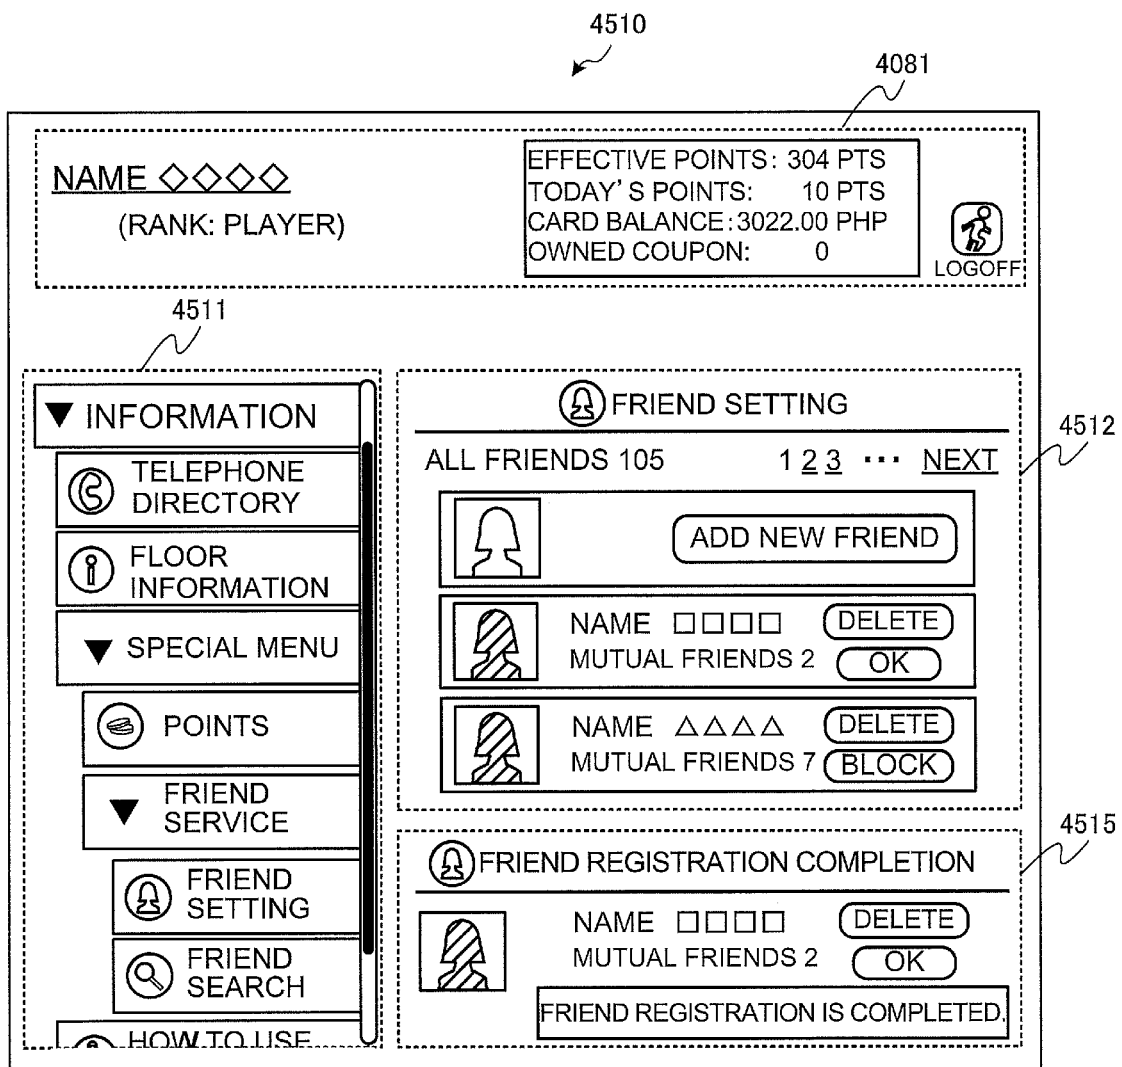 4510
4081
NAME ◇◇◇◇
(RANK: PLAYER)
EFFECTIVE POINTS: 304 PTS
TODAY'S POINTS: 10 PTS
CARD BALANCE:3022.00 PHP
OWNED COUPON: 0
LOGOFF
4511
▼ INFORMATION
TELEPHONE
DIRECTORY
FLOOR
INFORMATION
▼ SPECIAL MENU
POINTS
▼ FRIEND
SERVICE
FRIEND
SETTING
FRIEND
SEARCH
HOW TO USE
4512
FRIEND SETTING
ALL FRIENDS 105 1 2 3 ··· NEXT
ADD NEW FRIEND
NAME □□□□ DELETE
MUTUAL FRIENDS 2 OK
NAME △△△△ DELETE
MUTUAL FRIENDS 7 BLOCK
4515
FRIEND REGISTRATION COMPLETION
NAME □□□□ DELETE
MUTUAL FRIENDS 2 OK
FRIEND REGISTRATION IS COMPLETED.